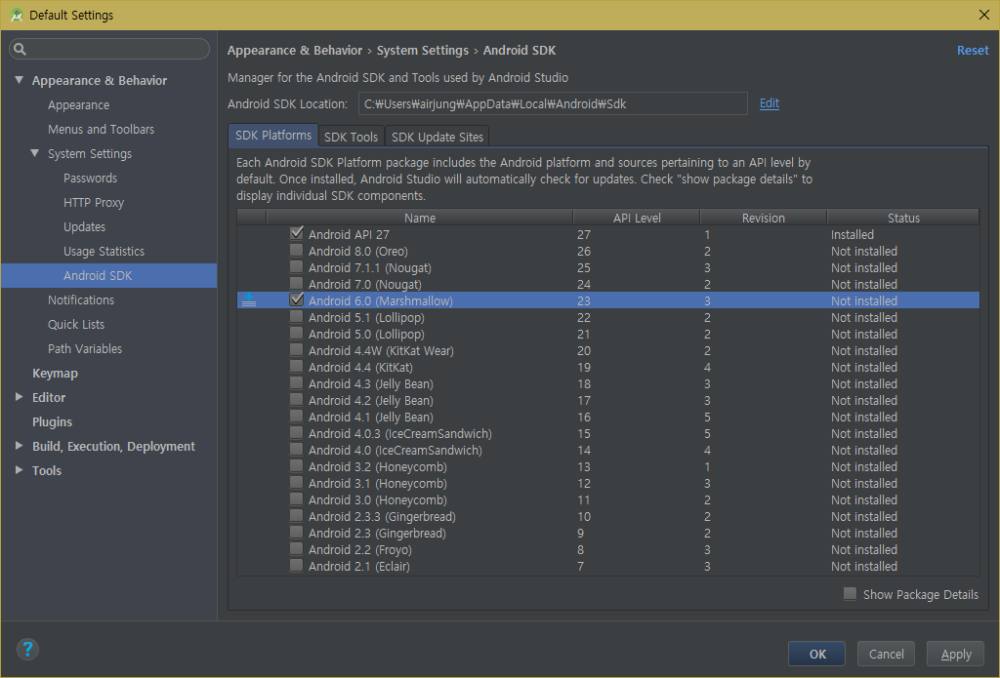 Default Settings
Appearance & Behavior › System Settings › Android SDK
Reset
Manager for the Android SDK and Tools used by Android Studio
Android SDK Location: C:₩Users₩airjung₩AppData₩Local₩Android₩Sdk Edit
Appearance & Behavior
Appearance
Menus and Toolbars
System Settings
Passwords
HTTP Proxy
Updates
Usage Statistics
Android SDK
Notifications
Quick Lists
Path Variables
Keymap
Editor
Plugins
Build, Execution, Deployment
Tools
SDK Platforms SDK Tools SDK Update Sites
Each Android SDK Platform package includes the Android platform and sources pertaining to an API level by
default. Once installed, Android Studio will automatically check for updates. Check "show package details" to
display individual SDK components.
Name API Level Revision Status
Android API 27 27 1 Installed
Android 8.0 (Oreo) 26 2 Not installed
Android 7.1.1 (Nougat) 25 3 Not installed
Android 7.0 (Nougat) 24 2 Not installed
Android 6.0 (Marshmallow) 23 3 Not installed
Android 5.1 (Lollipop) 22 2 Not installed
Android 5.0 (Lollipop) 21 2 Not installed
Android 4.4W (KitKat Wear) 20 2 Not installed
Android 4.4 (KitKat) 19 4 Not installed
Android 4.3 (Jelly Bean) 18 3 Not installed
Android 4.2 (Jelly Bean) 17 3 Not installed
Android 4.1 (Jelly Bean) 16 5 Not installed
Android 4.0.3 (IceCreamSandwich) 15 5 Not installed
Android 4.0 (IceCreamSandwich) 14 4 Not installed
Android 3.2 (Honeycomb) 13 1 Not installed
Android 3.1 (Honeycomb) 12 3 Not installed
Android 3.0 (Honeycomb) 11 2 Not installed
Android 2.3.3 (Gingerbread) 10 2 Not installed
Android 2.3 (Gingerbread) 9 2 Not installed
Android 2.2 (Froyo) 8 3 Not installed
Android 2.1 (Eclair) 7 3 Not installed
Show Package Details
?
OK Cancel Apply